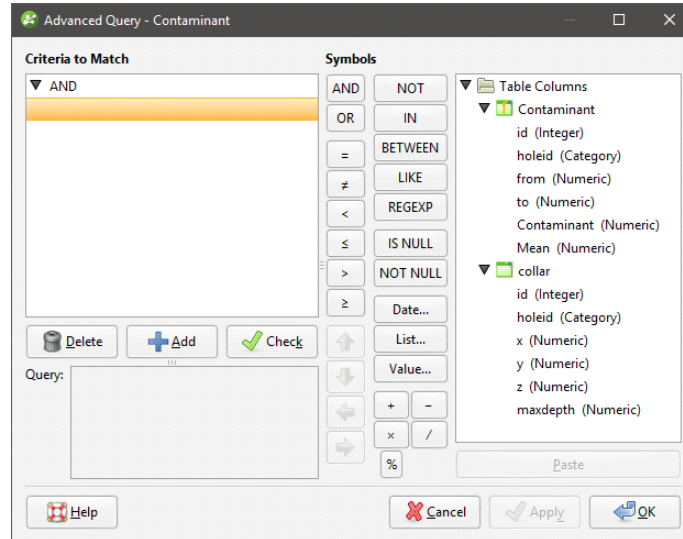 Advanced Query - Contaminant
Criteria to Match
AND
Delete
Add
Check
Query:
Symbols
AND
NOT
OR
IN
=
BETWEEN
≠
LIKE
<
REGEXP
≤
IS NULL
>
NOT NULL
≥
Date...
List...
Value...
+
-
×
/
%
Table Columns
Contaminant
id (Integer)
holeid (Category)
from (Numeric)
to (Numeric)
Contaminant (Numeric)
Mean (Numeric)
collar
id (Integer)
holeid (Category)
x (Numeric)
y (Numeric)
z (Numeric)
maxdepth (Numeric)
Paste
Help
Cancel
Apply
OK